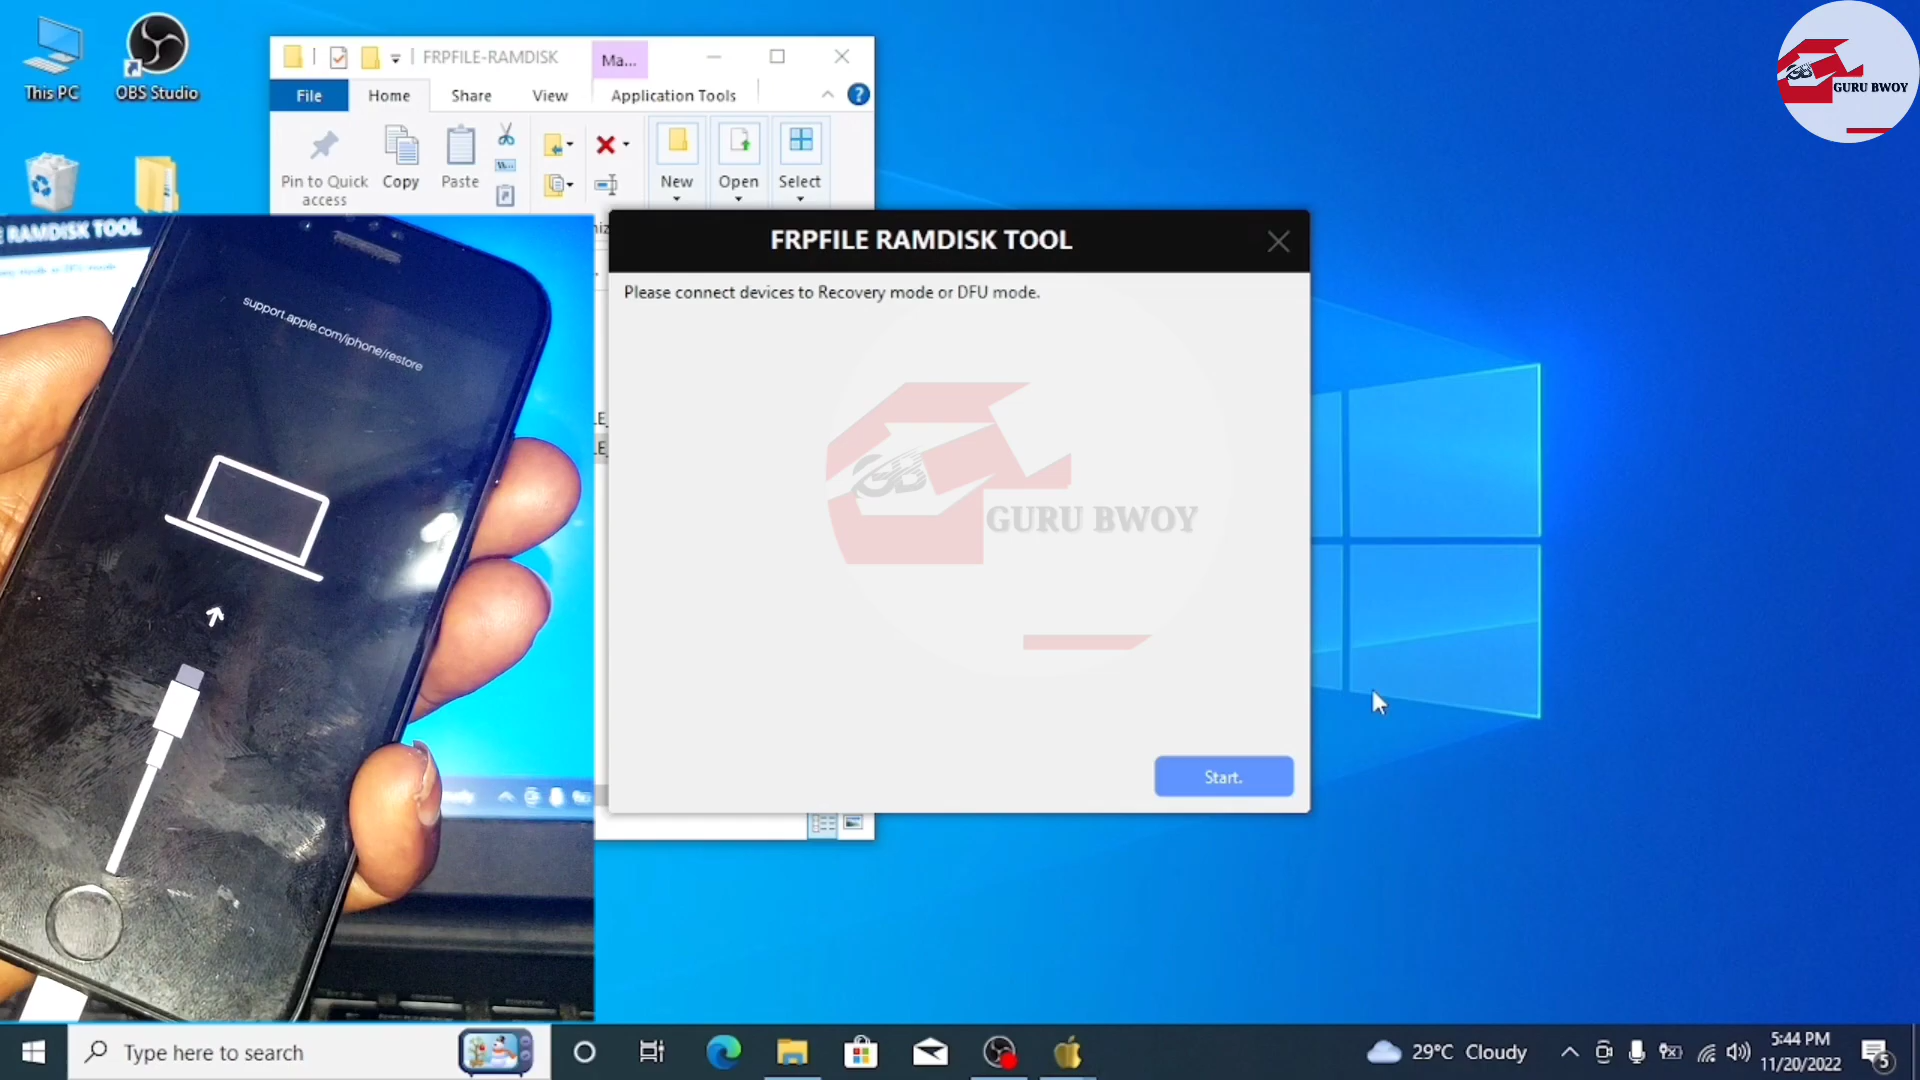 This PC
OBS Studio
FRPFILE-RAMDISK
Ma...
File
Home
Share
View
Application Tools
Pin to Quick
access
Copy
Paste
New
Open
Select
GURU BWOY
RAMDISK TOOL
support.apple.com/iphone/restore
FRPFILE RAMDISK TOOL
Please connect devices to Recovery mode or DFU mode.
GURU BWOY
Start.
Type here to search
29°C Cloudy
5:44 PM
11/20/2022
5